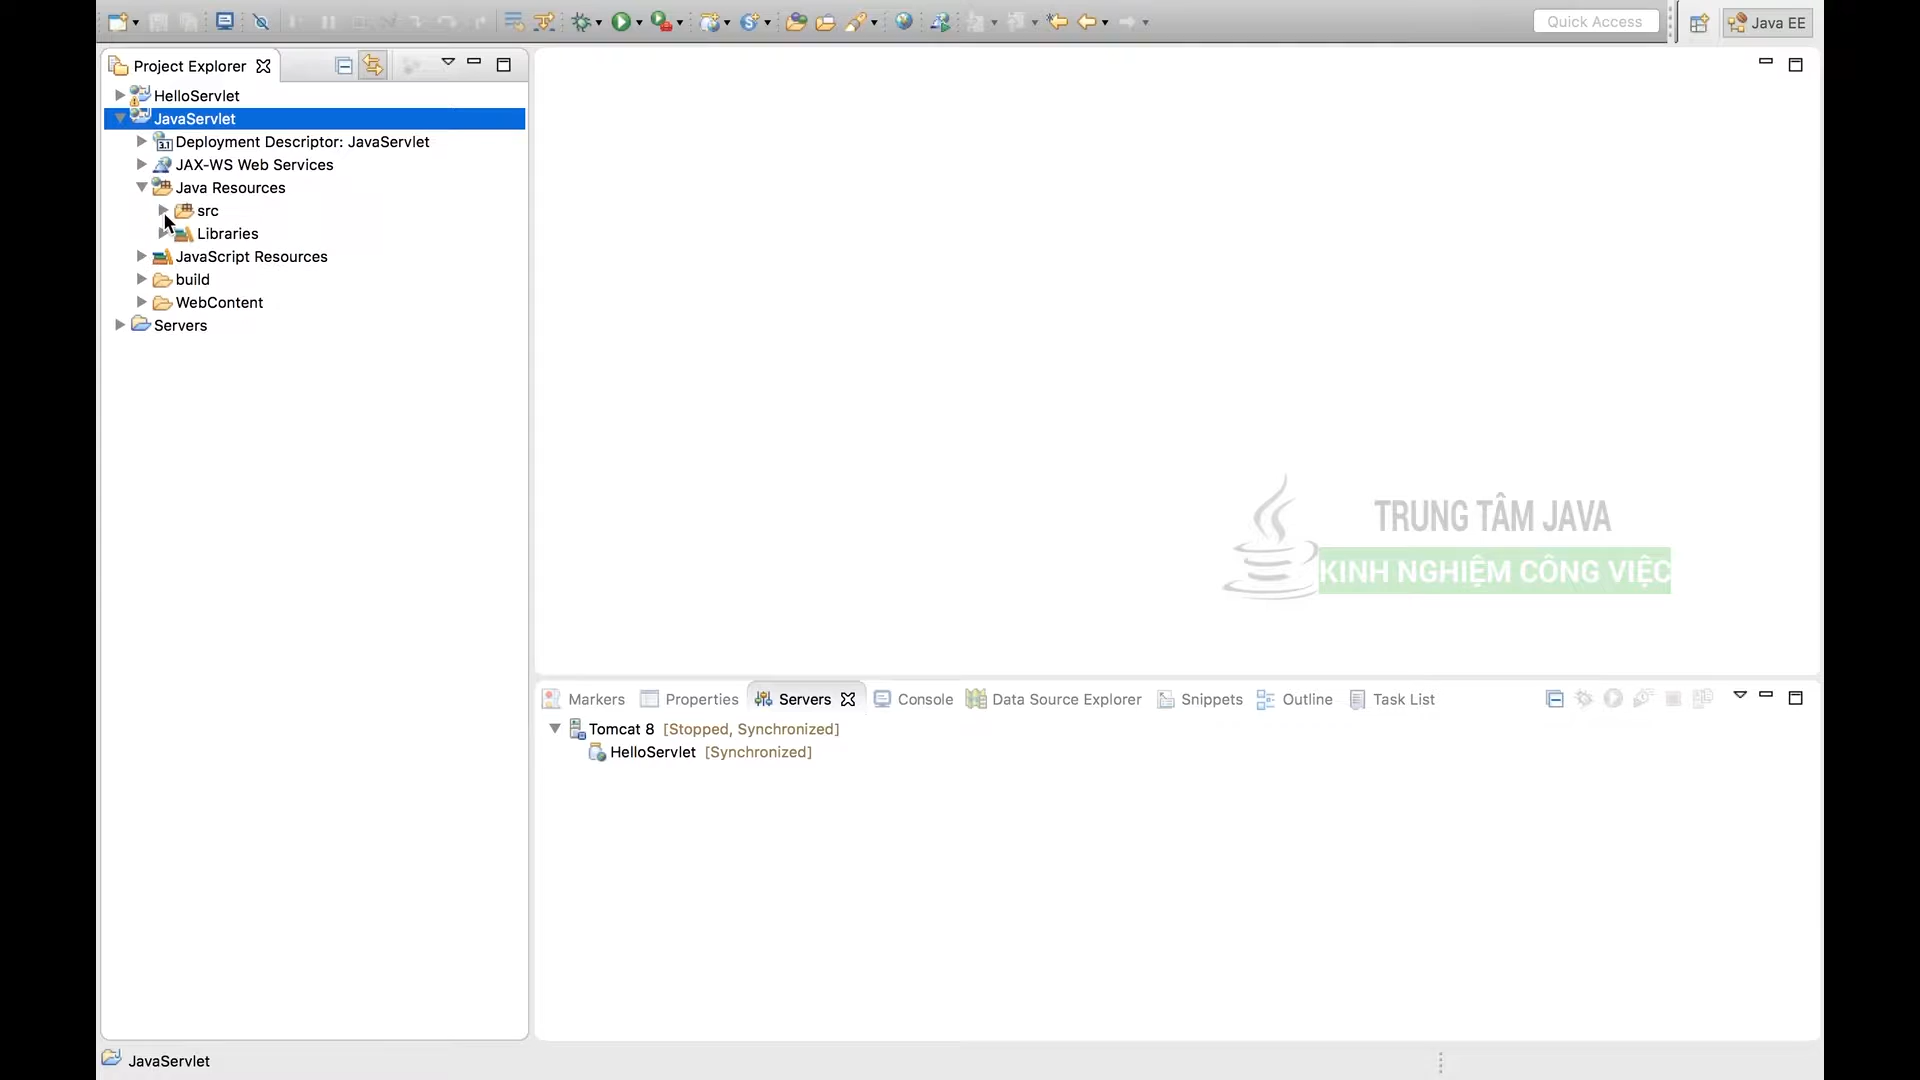 Quick Access
Java EE
Project Explorer
HelloServlet
JavaServlet
Deployment Descriptor: JavaServlet
3.1
JAX-WS Web Services
Java Resources
src
Libraries
JavaScript Resources
build
WebContent
Servers
TRUNG TÂM JAVA
KINH NGHIỆM CÔNG VIỆC
Markers
Properties
Servers
Console
Data Source Explorer
Snippets
Outline
Task List
Tomcat 8 [Stopped, Synchronized]
HelloServlet [Synchronized]
JavaServlet